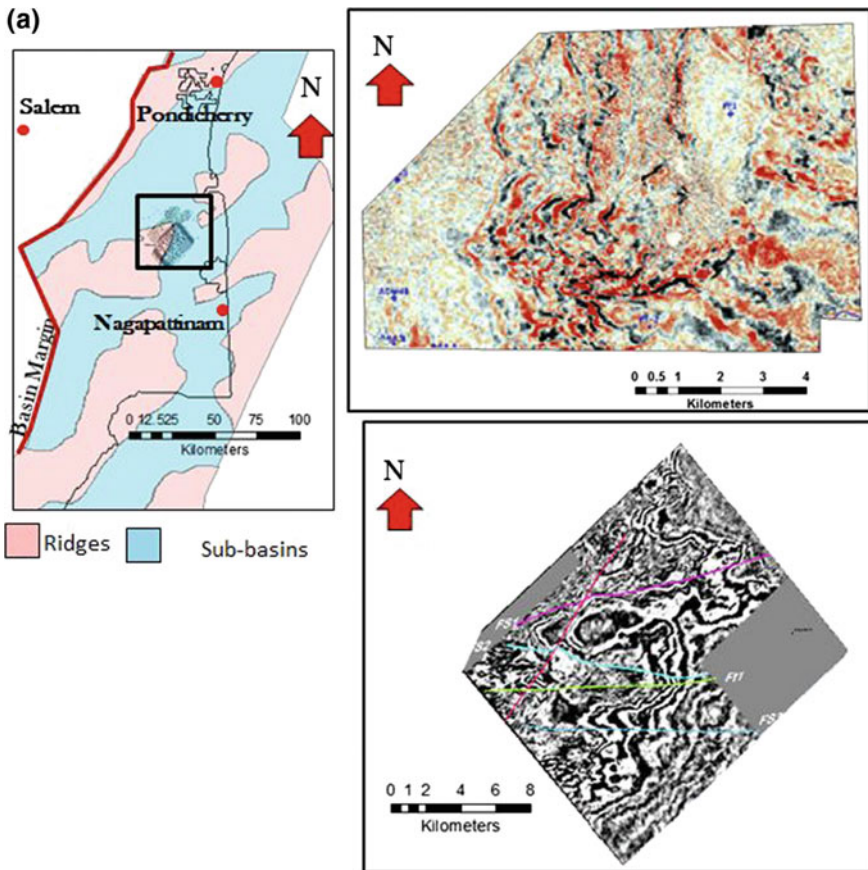 (a)
N
Salem
Pondicherry
Nagapattinam
Basin Margin
0 12.525 50 75 100
Kilometers
Ridges
Sub-basins
N
0 0.5 1 2 3 4
Kilometers
N
FS1
FS2
0 1 2 4 6 8
Kilometers